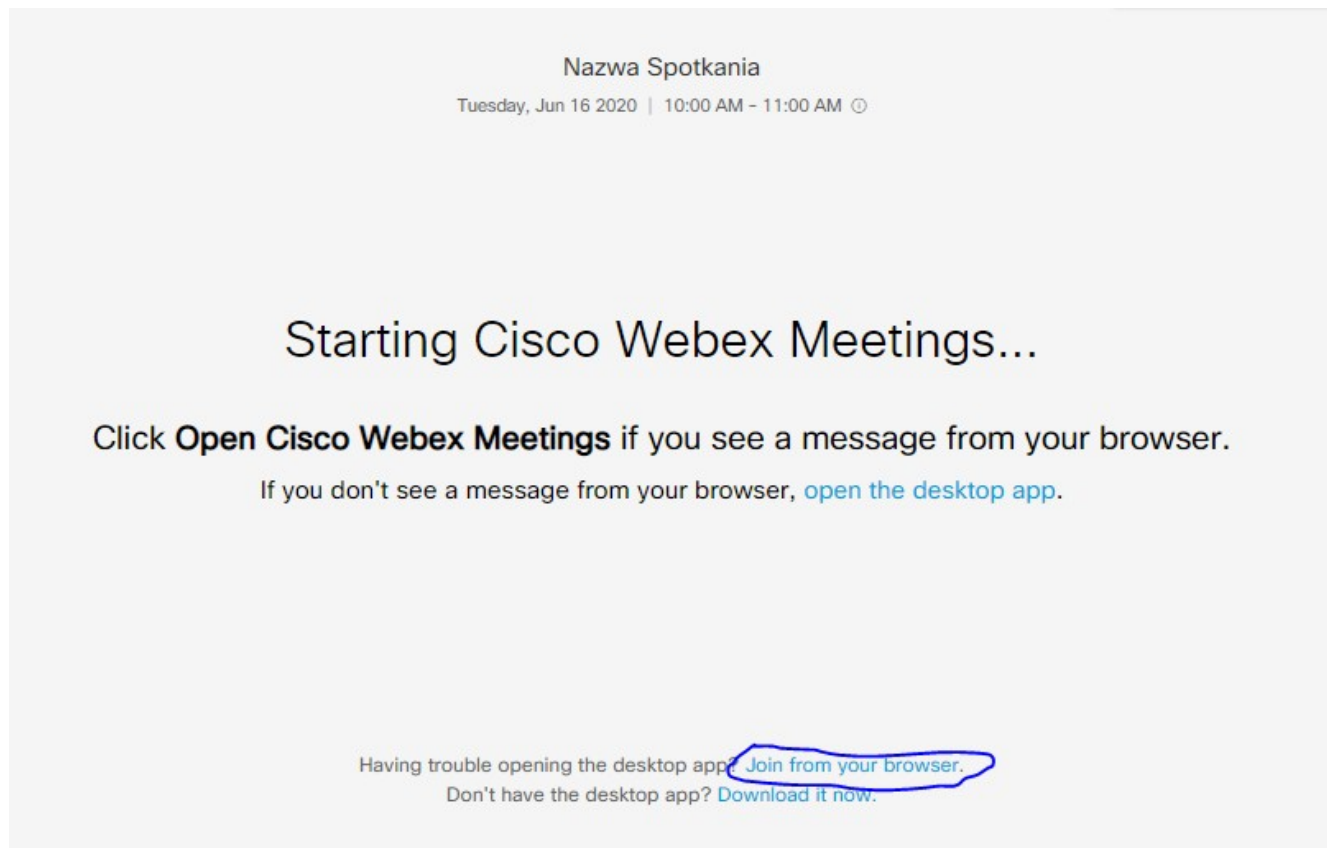 Nazwa Spotkania
Tuesday, Jun 16 2020 | 10:00 AM - 11:00 AM
Starting Cisco Webex Meetings...
Click Open Cisco Webex Meetings if you see a message from your browser.
If you don't see a message from your browser, open the desktop app.
Having trouble opening the desktop app? Join from your browser.
Don't have the desktop app? Download it now.